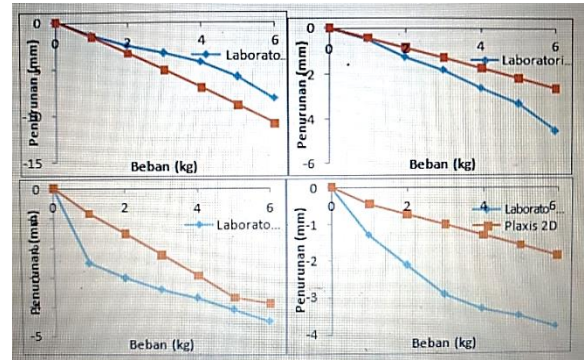 0
0 2 4 6
Laborato...
-15
Penurunan (mm)
Beban (kg)
0
0 2 4 6
Laboratori...
-2
-4
-6
Penurunan (mm)
Beban (kg)
0
0 2 4 6
Laborato...
-5
Penurunan (mm)
Beban (kg)
0
0 2 4 6
Laborato...
Plaxis 2D
-1
-2
-3
-4
Penurunan (mm)
Beban (kg)